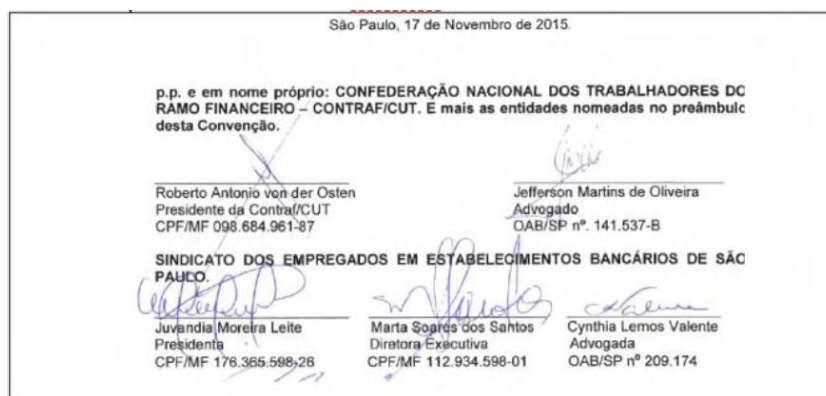 São Paulo, 17 de Novembro de 2015.
p.p. e em nome próprio: CONFEDERAÇÃO NACIONAL DOS TRABALHADORES DO
RAMO FINANCEIRO – CONTRAF/CUT. E mais as entidades nomeadas no preâmbulo
desta Convenção.
Roberto Antonio von der Osten
Presidente da Contraf/CUT
CPF/MF 098.684.961-87
Jefferson Martins de Oliveira
Advogado
OAB/SP nº. 141.537-B
SINDICATO DOS EMPREGADOS EM ESTABELECIMENTOS BANCÁRIOS DE SÃO
PAULO.
Juvandia Moreira Leite
Presidenta
CPF/MF 176.365.598-26
Marta Soares dos Santos
Diretora Executiva
CPF/MF 112.934.598-01
Cynthia Lemos Valente
Advogada
OAB/SP nº 209.174